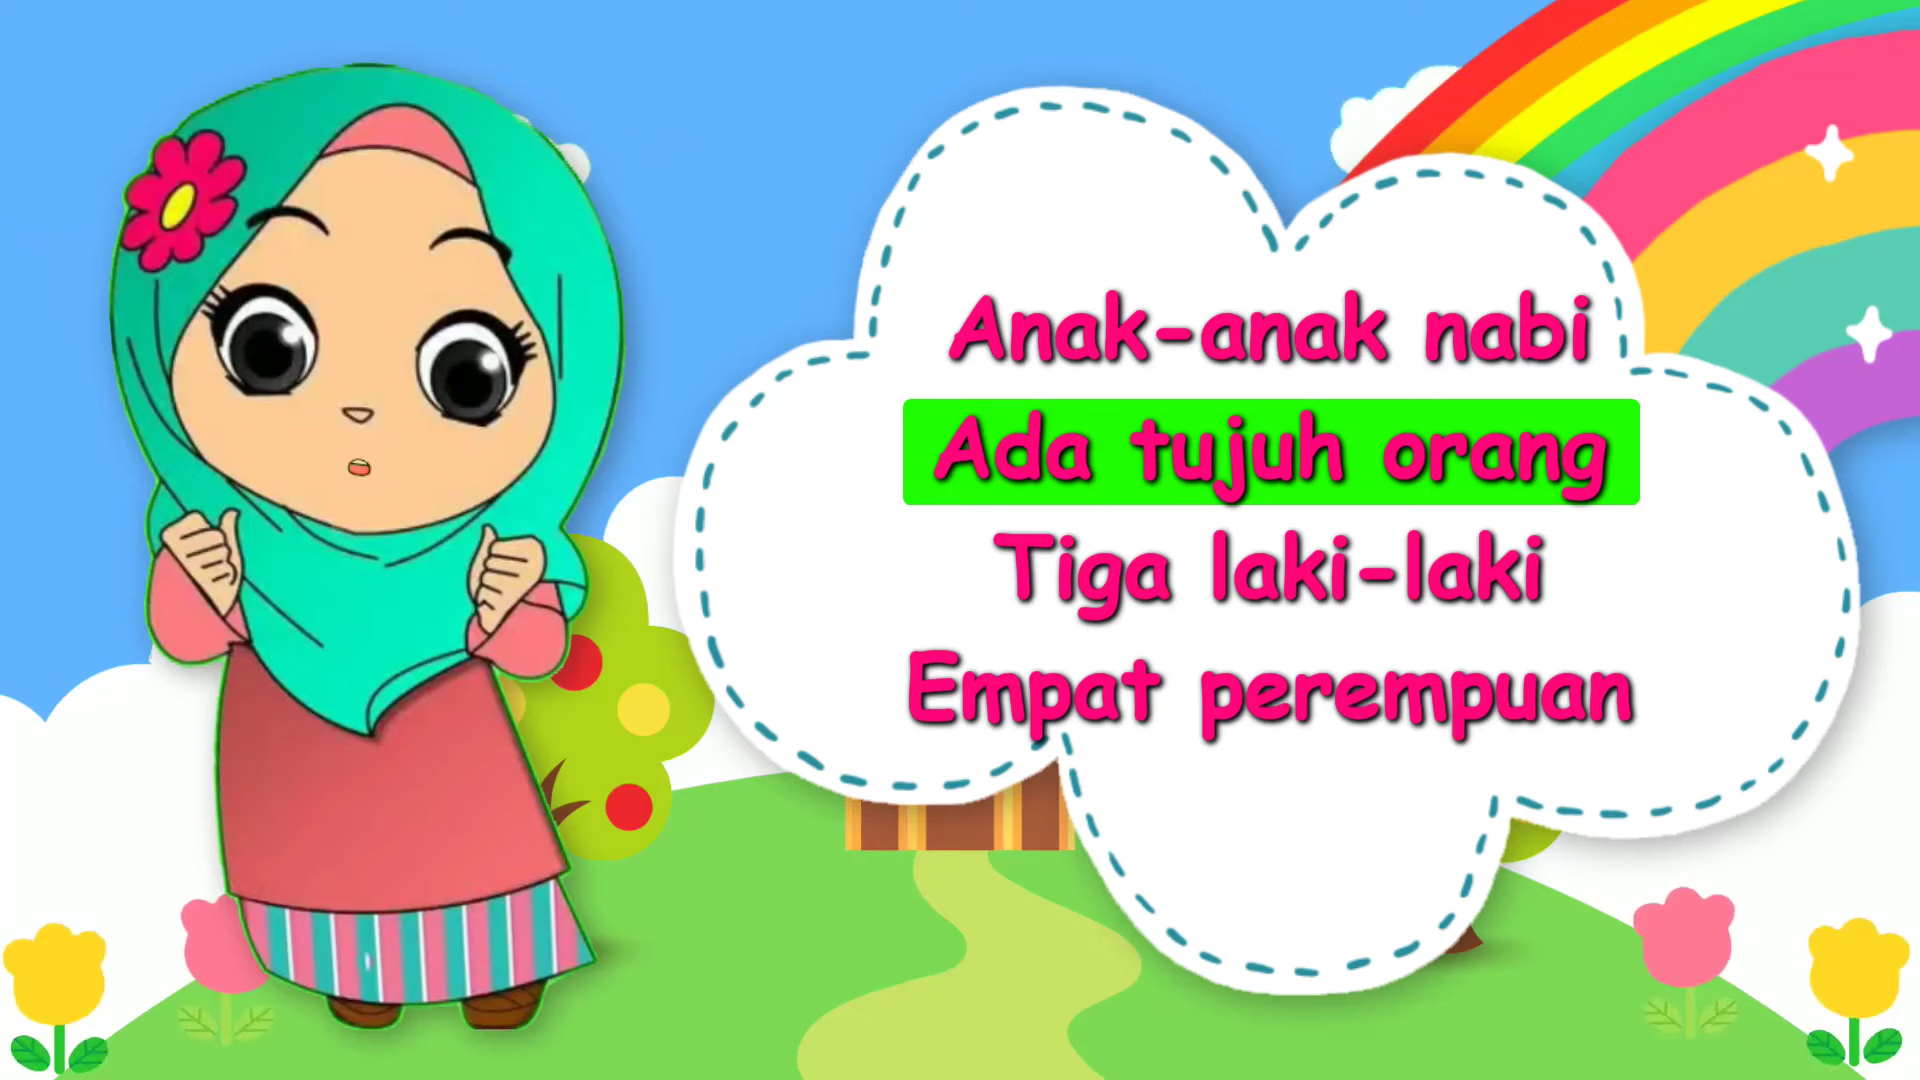 Anak-anak nabi
Ada tujuh orang
Tiga laki-laki
Empat perempuan